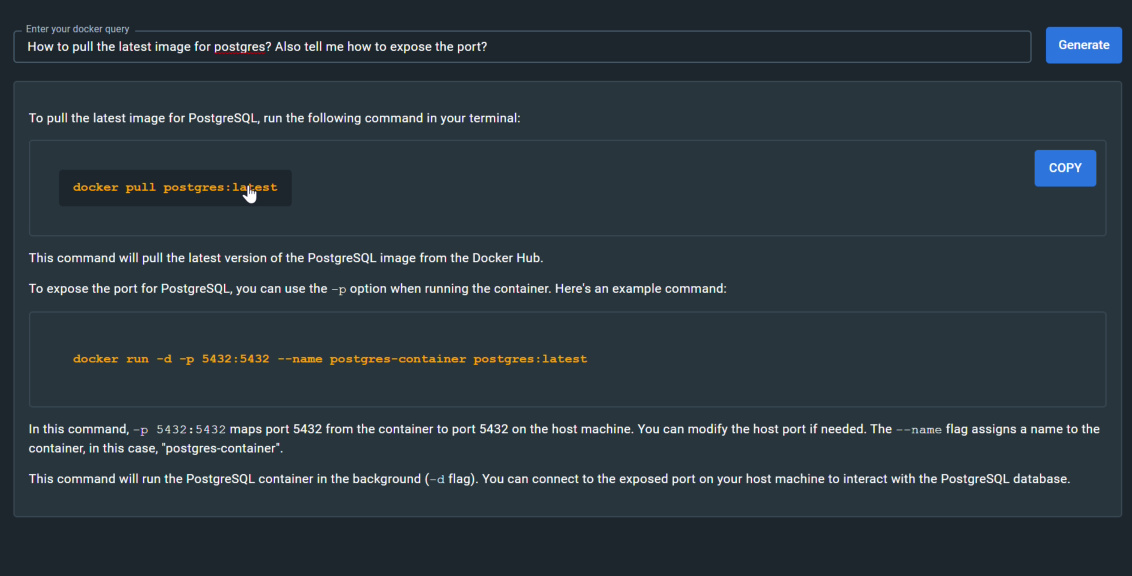 Enter your docker query
How to pull the latest image for postgres? Also tell me how to expose the port?
Generate
To pull the latest image for PostgreSQL, run the following command in your terminal:
COPY
docker pull postgres:latest
This command will pull the latest version of the PostgreSQL image from the Docker Hub.
To expose the port for PostgreSQL, you can use the -p option when running the container. Here's an example command:
docker run -d -p 5432:5432 --name postgres-container postgres:latest
In this command, -p 5432:5432 maps port 5432 from the container to port 5432 on the host machine. You can modify the host port if needed. The --name flag assigns a name to the
container, in this case, "postgres-container".
This command will run the PostgreSQL container in the background (-d flag). You can connect to the exposed port on your host machine to interact with the PostgreSQL database.